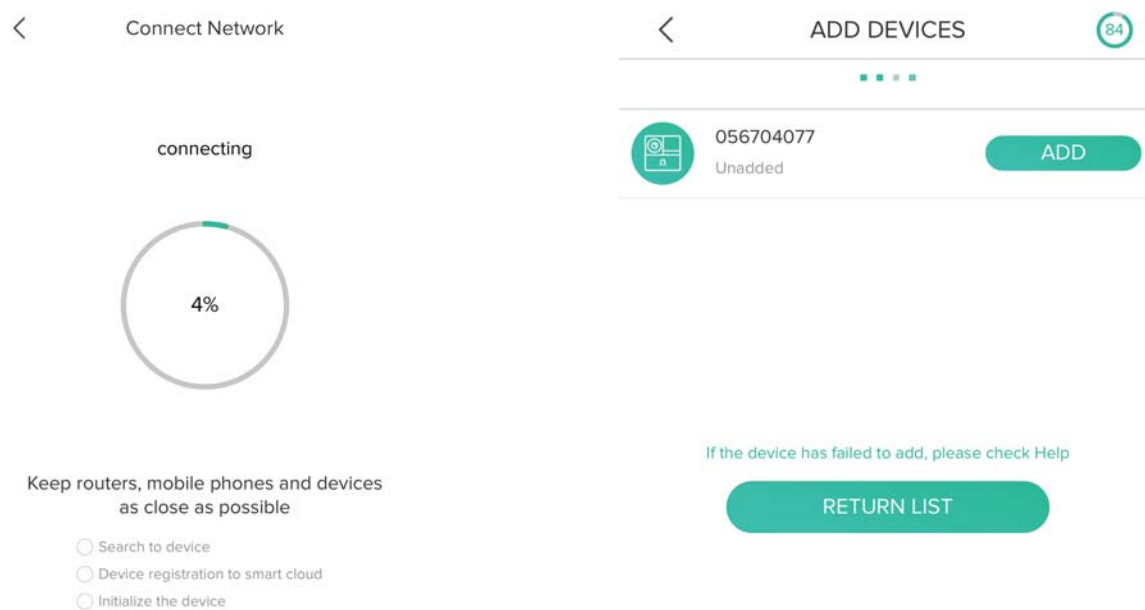 Connect Network
connecting
4%
Keep routers, mobile phones and devices
as close as possible
Search to device
Device registration to smart cloud
Initialize the device
ADD DEVICES
84
056704077
Unadded
ADD
If the device has failed to add, please check Help
RETURN LIST